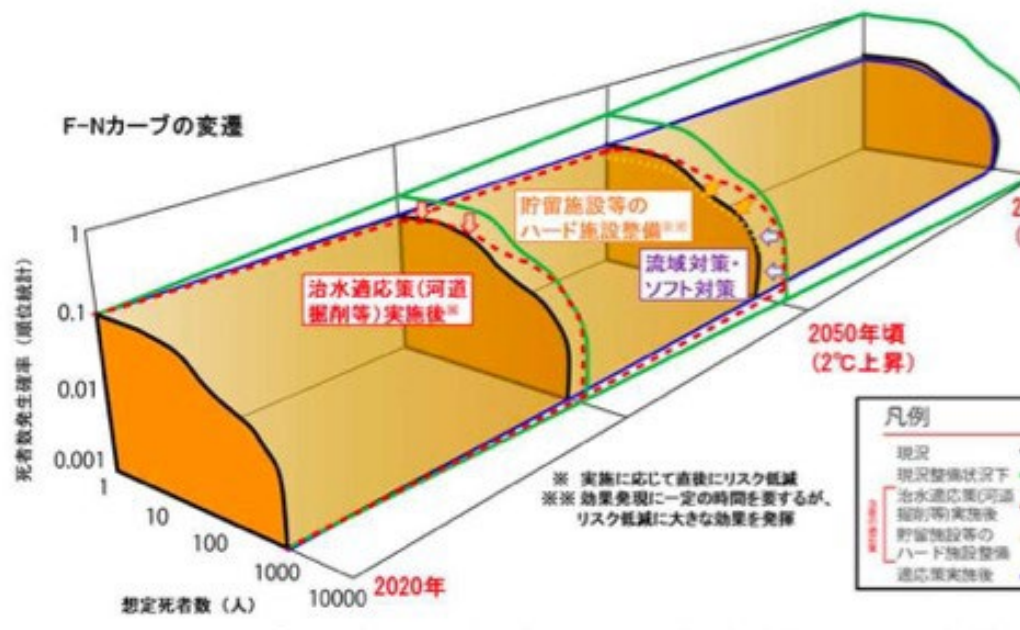 F-Nカーブの変遷
1
0.1
0.01
0.001
死者数発生確率（順位統計）
1
10
100
1000
10000
想定死者数（人）
2020年
治水適応策(河道
掘削等)実施後※
貯留施設等の
ハード施設整備※※
流域対策・
ソフト対策
2050年頃
(2℃上昇)
2
(
※ 実施に応じて直後にリスク低減
※※ 効果発現に一定の時間を要するが、
リスク低減に大きな効果を発揮
凡例
現況
現況整備状況下
治水適応策(河道
掘削等)実施後
貯留施設等の
ハード施設整備
適応策実施後